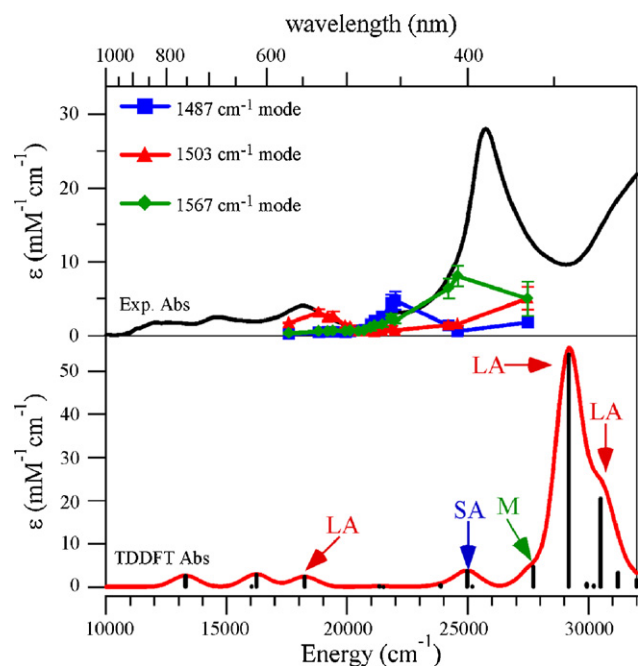 wavelength (nm)
1000 800 600 400
30
20
10
0
ε (mM⁻¹cm⁻¹)
1487 cm⁻¹ mode
1503 cm⁻¹ mode
1567 cm⁻¹ mode
Exp. Abs
50
40
30
20
10
0
ε (mM⁻¹cm⁻¹)
LA
LA
SA
M
LA
TDDFT Abs
10000 15000 20000 25000 30000
Energy (cm⁻¹)